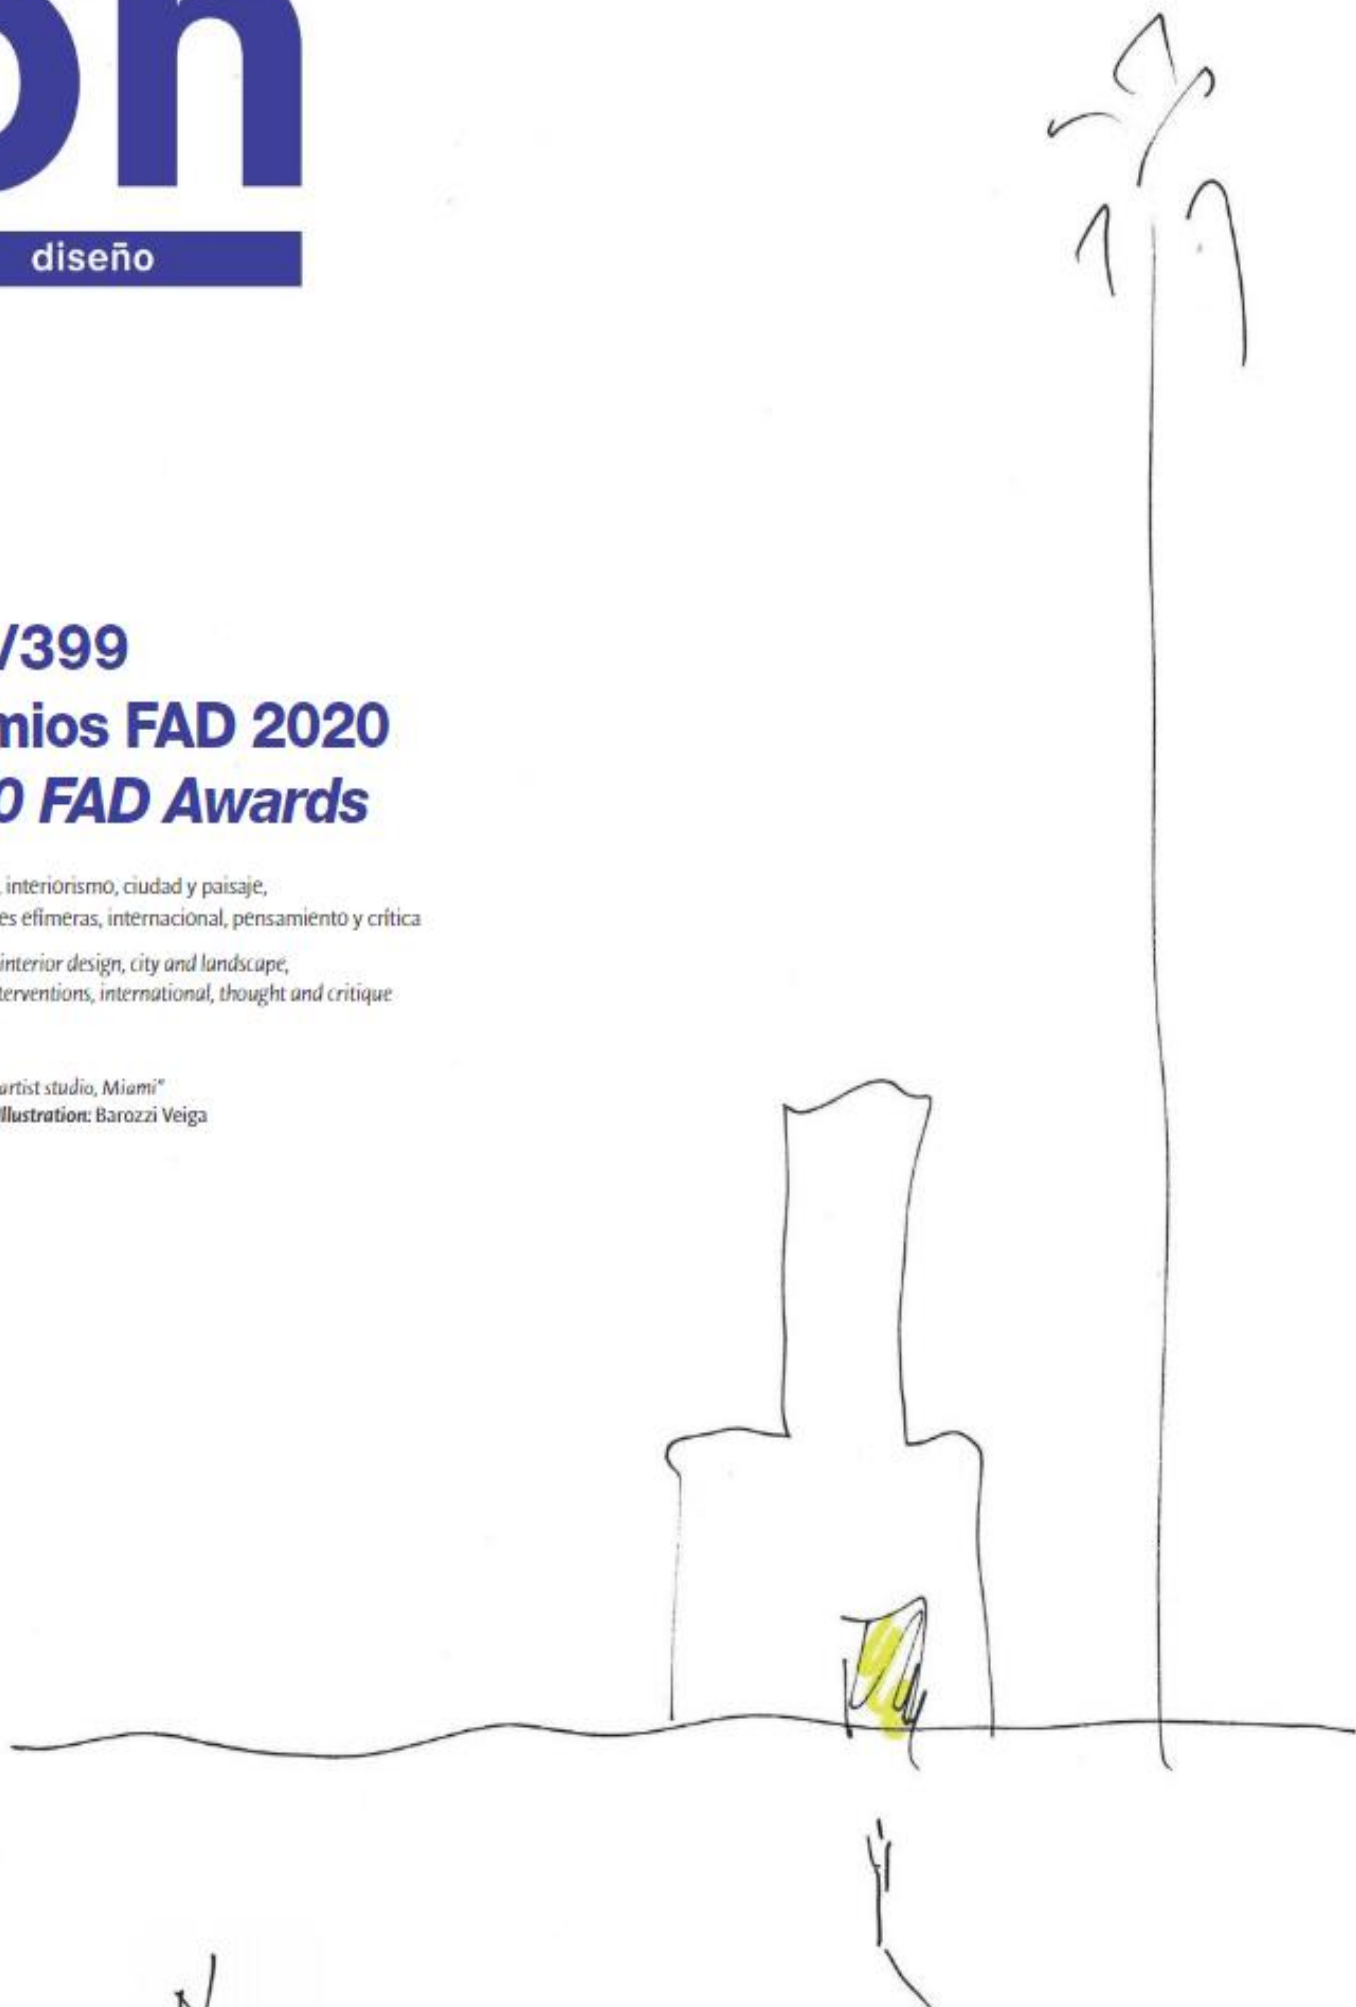 on
diseño
/399
mios FAD 2020
0 FAD Awards
, interiorismo, ciudad y paisaje,
es efímeras, internacional, pensamiento y crítica
interior design, city and landscape,
terventions, international, thought and critique
artist studio, Miami"
Illustration: Barozzi Veiga